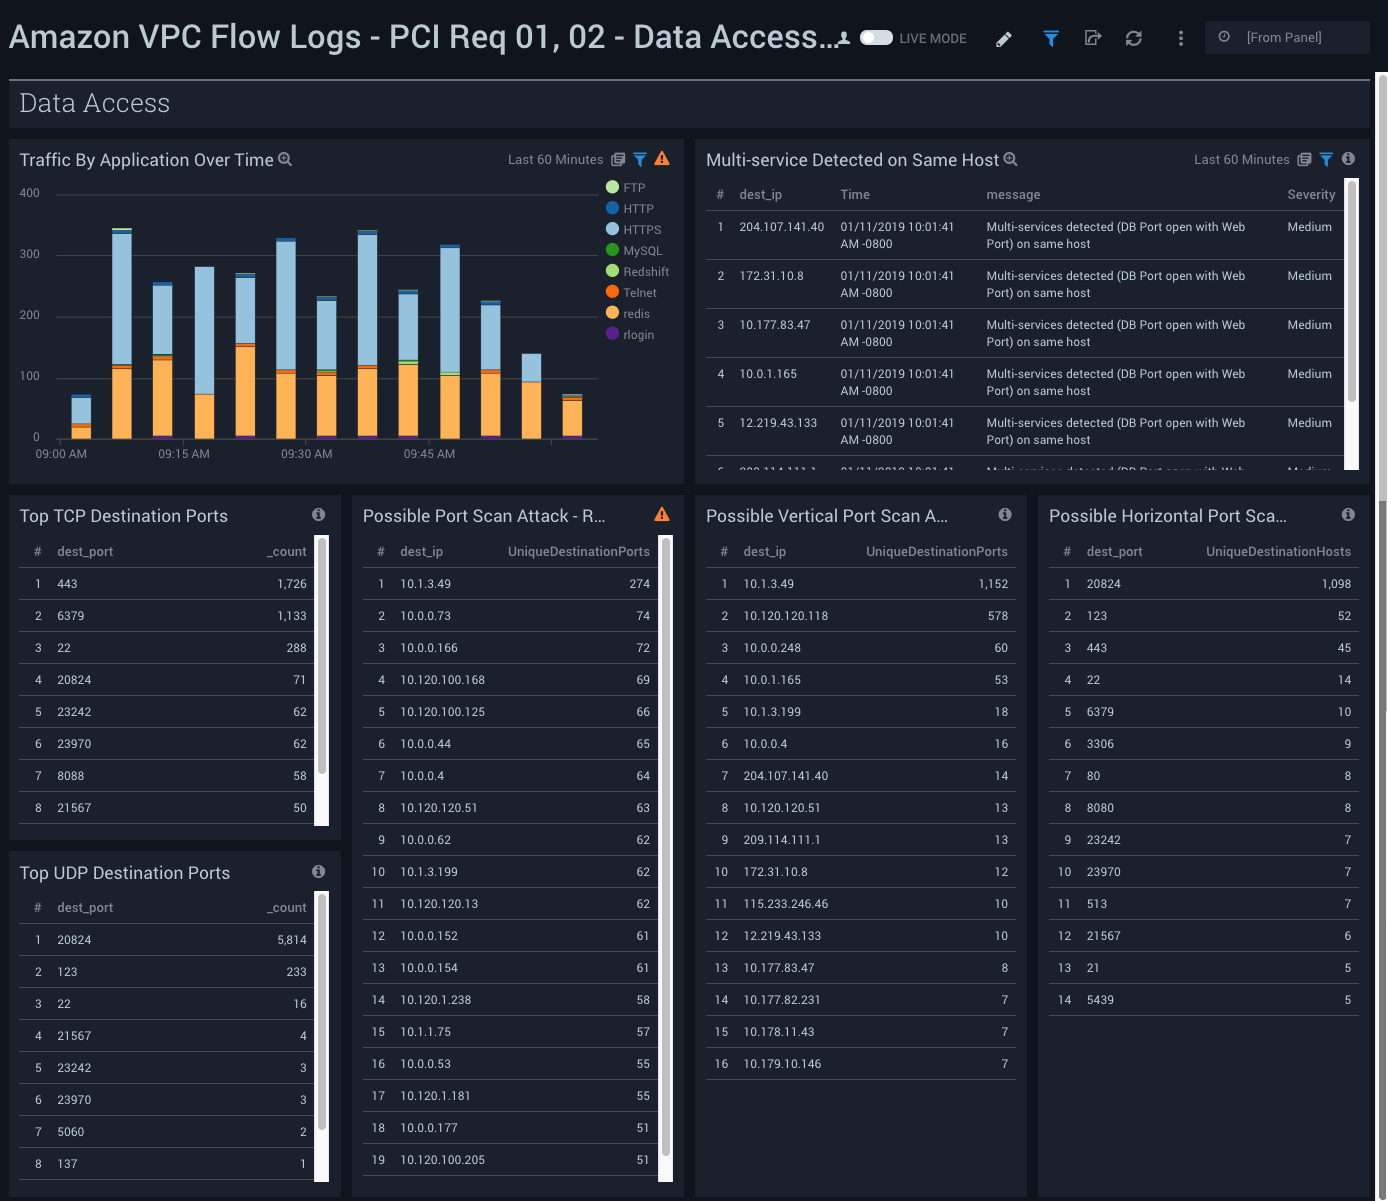 Amazon VPC Flow Logs - PCI Req 01, 02 - Data Access...
LIVE MODE
[From Panel]
Data Access
Traffic By Application Over Time
Last 60 Minutes
400
300
200
100
0
09:00 AM 09:15 AM 09:30 AM 09:45 AM
FTP
HTTP
HTTPS
MySQL
Redshift
Telnet
redis
rlogin
Multi-service Detected on Same Host
Last 60 Minutes
# dest_ip Time message Severity
1 204.107.141.40 01/11/2019 10:01:41 Multi-services detected (DB Port open with Web Medium
AM -0800 Port) on same host
2 172.31.10.8 01/11/2019 10:01:41 Multi-services detected (DB Port open with Web Medium
AM -0800 Port) on same host
3 10.177.83.47 01/11/2019 10:01:41 Multi-services detected (DB Port open with Web Medium
AM -0800 Port) on same host
4 10.0.1.165 01/11/2019 10:01:41 Multi-services detected (DB Port open with Web Medium
AM -0800 Port) on same host
5 12.219.43.133 01/11/2019 10:01:41 Multi-services detected (DB Port open with Web Medium
AM -0800 Port) on same host
Top TCP Destination Ports
# dest_port _count
1 443 1,726
2 6379 1,133
3 22 288
4 20824 71
5 23242 62
6 23970 62
7 8088 58
8 21567 50
Top UDP Destination Ports
# dest_port _count
1 20824 5,814
2 123 233
3 22 16
4 21567 4
5 23242 3
6 23970 3
7 5060 2
8 137 1
Possible Port Scan Attack - R...
# dest_ip UniqueDestinationPorts
1 10.1.3.49 274
2 10.0.0.73 74
3 10.0.0.166 72
4 10.120.100.168 69
5 10.120.100.125 66
6 10.0.0.44 65
7 10.0.0.4 64
8 10.120.120.51 63
9 10.0.0.62 62
10 10.1.3.199 62
11 10.120.120.13 62
12 10.0.0.152 61
13 10.0.0.154 61
14 10.120.1.238 58
15 10.1.1.75 57
16 10.0.0.53 55
17 10.120.1.181 55
18 10.0.0.177 51
19 10.120.100.205 51
Possible Vertical Port Scan A...
# dest_ip UniqueDestinationPorts
1 10.1.3.49 1,152
2 10.120.120.118 578
3 10.0.0.248 60
4 10.0.1.165 53
5 10.1.3.199 18
6 10.0.0.4 16
7 204.107.141.40 14
8 10.120.120.51 13
9 209.114.111.1 13
10 172.31.10.8 12
11 115.233.246.46 10
12 12.219.43.133 10
13 10.177.83.47 8
14 10.177.82.231 7
15 10.178.11.43 7
16 10.179.10.146 7
Possible Horizontal Port Sca...
# dest_port UniqueDestinationHosts
1 20824 1,098
2 123 52
3 443 45
4 22 14
5 6379 10
6 3306 9
7 80 8
8 8080 8
9 23242 7
10 23970 7
11 513 7
12 21567 6
13 21 5
14 5439 5